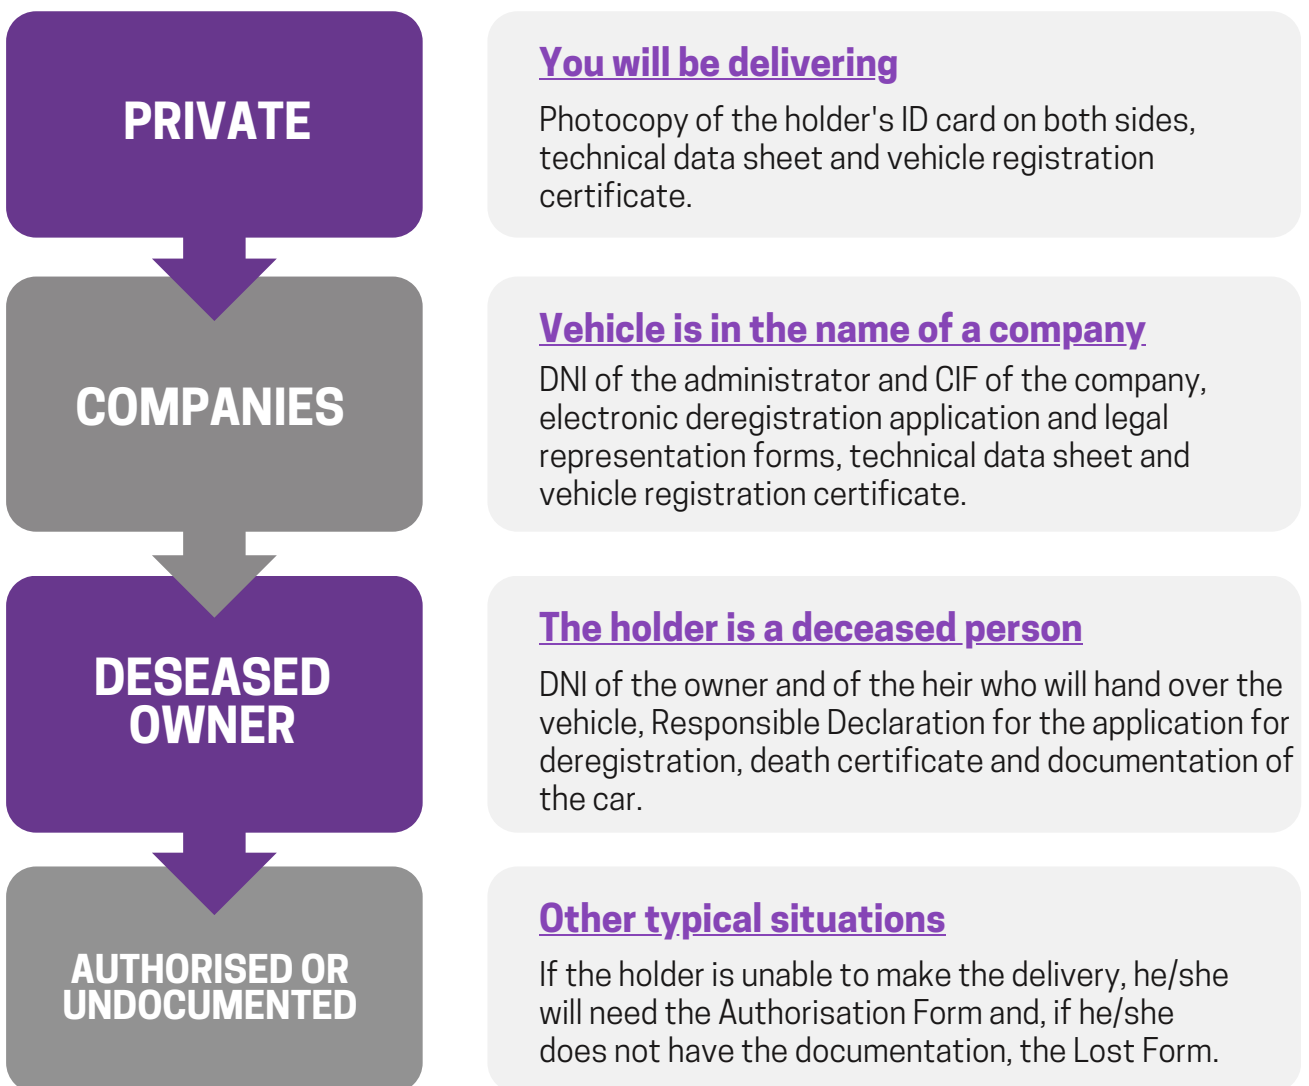 PRIVATE
You will be delivering
Photocopy of the holder's ID card on both sides,
technical data sheet and vehicle registration
certificate.
COMPANIES
Vehicle is in the name of a company
DNI of the administrator and CIF of the company,
electronic deregistration application and legal
representation forms, technical data sheet and
vehicle registration certificate.
DESEASED
OWNER
The holder is a deceased person
DNI of the owner and of the heir who will hand over the
vehicle, Responsible Declaration for the application for
deregistration, death certificate and documentation of
the car.
AUTHORISED OR
UNDOCUMENTED
Other typical situations
If the holder is unable to make the delivery, he/she
will need the Authorisation Form and, if he/she
does not have the documentation, the Lost Form.